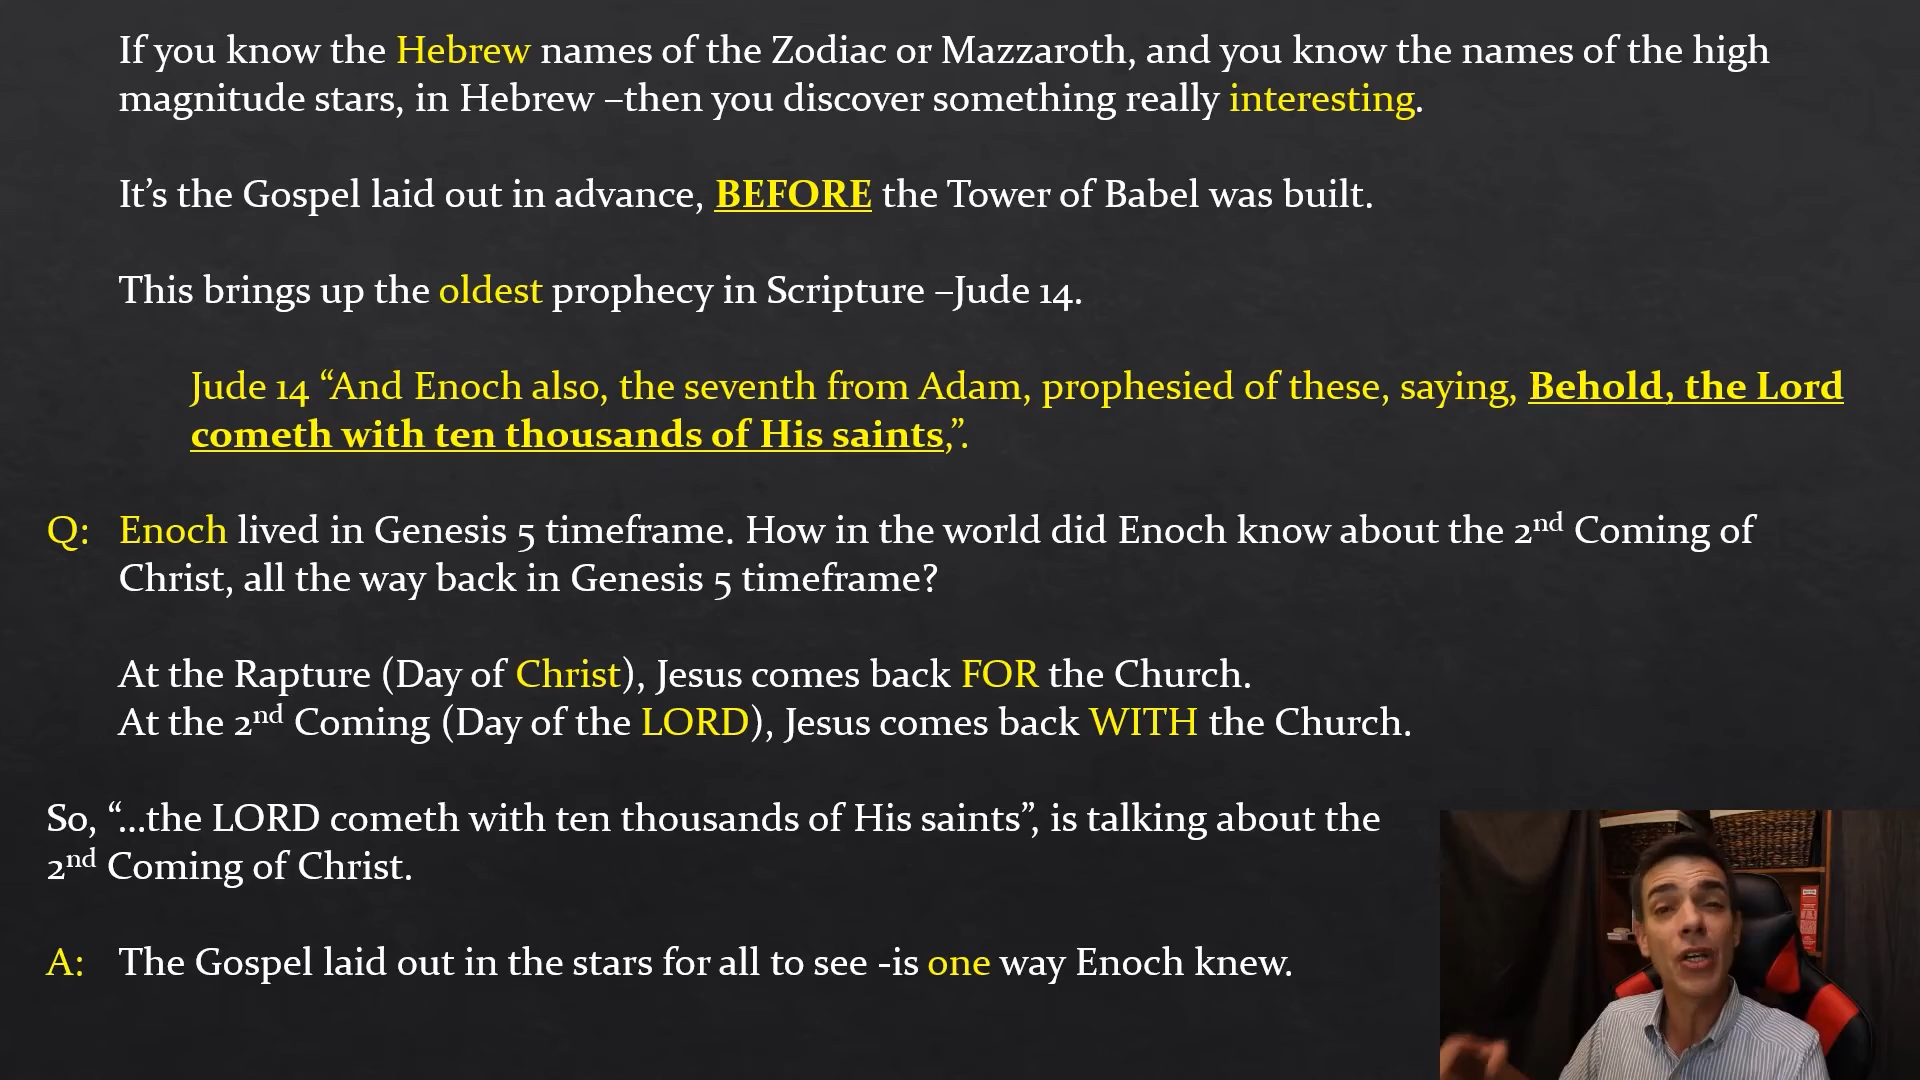 If you know the Hebrew names of the Zodiac or Mazzaroth, and you know the names of the high
magnitude stars, in Hebrew –then you discover something really interesting.
It’s the Gospel laid out in advance, BEFORE the Tower of Babel was built.
This brings up the oldest prophecy in Scripture –Jude 14.
Jude 14 “And Enoch also, the seventh from Adam, prophesied of these, saying, Behold, the Lord
cometh with ten thousands of His saints,”.
Q: Enoch lived in Genesis 5 timeframe. How in the world did Enoch know about the 2nd Coming of
Christ, all the way back in Genesis 5 timeframe?
At the Rapture (Day of Christ), Jesus comes back FOR the Church.
At the 2nd Coming (Day of the LORD), Jesus comes back WITH the Church.
So, “…the LORD cometh with ten thousands of His saints”, is talking about the
2nd Coming of Christ.
A: The Gospel laid out in the stars for all to see -is one way Enoch knew.